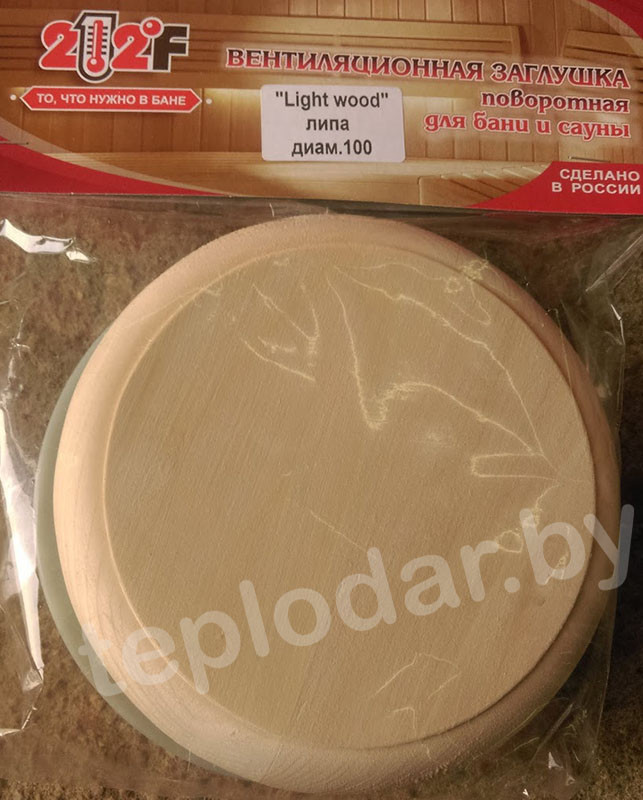 212°F
ТО, ЧТО НУЖНО В БАНЕ
ВЕНТИЛЯЦИОННАЯ ЗАГЛУШКА
поворотная
для бани и сауны
"Light wood"
липа
диам.100
СДЕЛАНО
В РОССИИ
teplodar.by